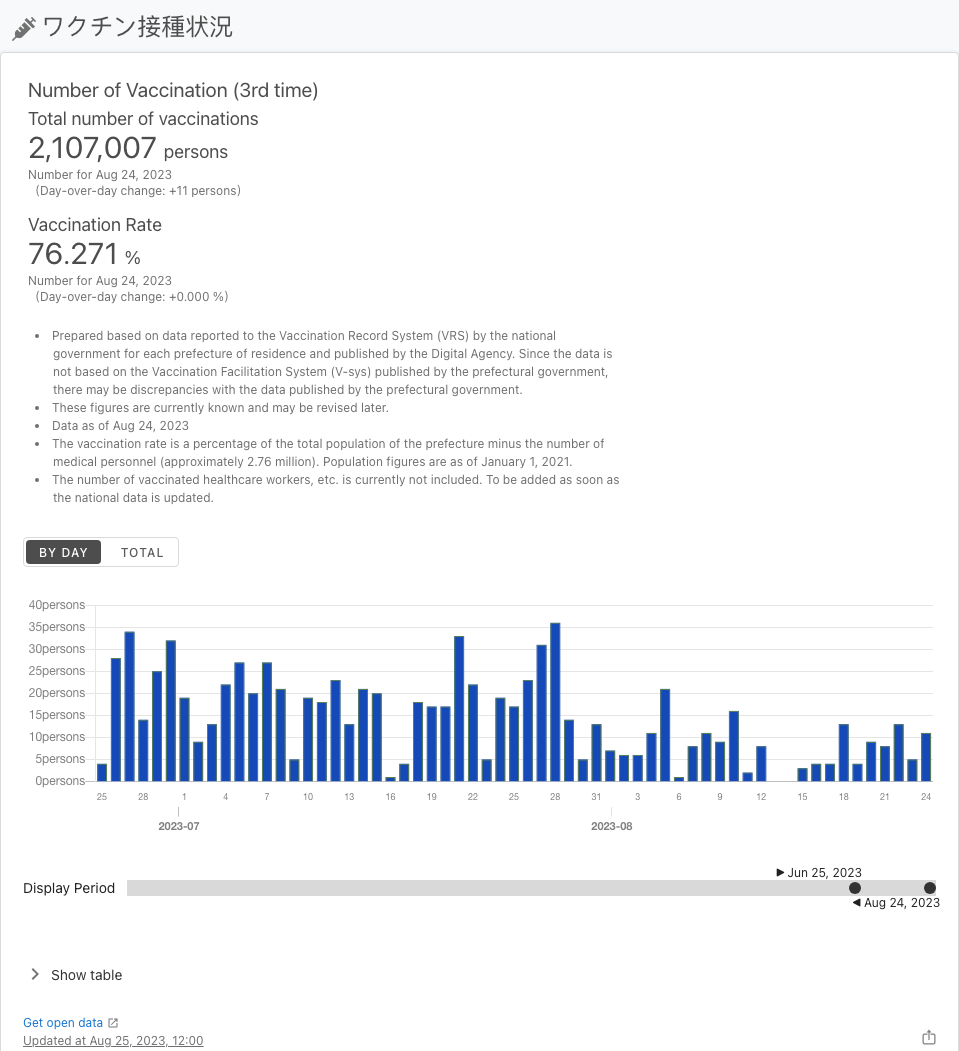 ワクチン接種状況
Number of Vaccination (3rd time)
Total number of vaccinations
2,107,007 persons
Number for Aug 24, 2023
(Day-over-day change: +11 persons)
Vaccination Rate
76.271 %
Number for Aug 24, 2023
(Day-over-day change: +0.000 %)
• Prepared based on data reported to the Vaccination Record System (VRS) by the national
government for each prefecture of residence and published by the Digital Agency. Since the data is
not based on the Vaccination Facilitation System (V-sys) published by the prefectural government,
there may be discrepancies with the data published by the prefectural government.
• These figures are currently known and may be revised later.
• Data as of Aug 24, 2023
• The vaccination rate is a percentage of the total population of the prefecture minus the number of
medical personnel (approximately 2.76 million). Population figures are as of January 1, 2021.
• The number of vaccinated healthcare workers, etc. is currently not included. To be added as soon as
the national data is updated.
BY DAY TOTAL
40persons
35persons
30persons
25persons
20persons
15persons
10persons
5persons
0persons
25 28 1 4 7 10 13 16 19 22 25 28 31 3 6 9 12 15 18 21 24
2023-07 2023-08
Jun 25, 2023
Display Period
Aug 24, 2023
Show table
Get open data
Updated at Aug 25, 2023, 12:00